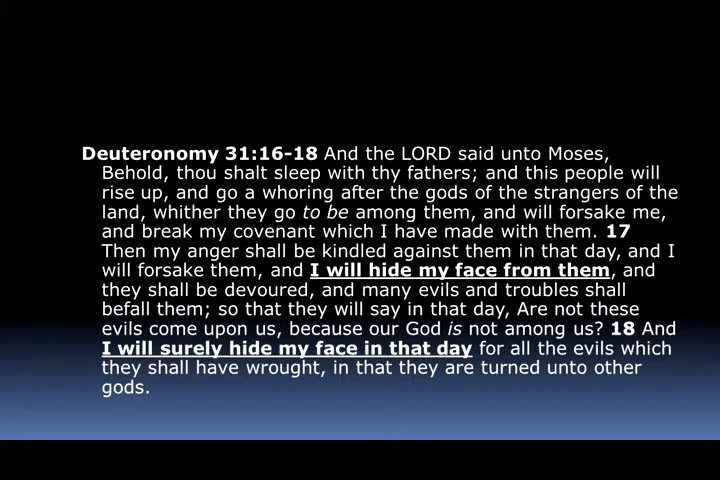 Deuteronomy 31:16-18 And the LORD said unto Moses,
Behold, thou shalt sleep with thy fathers; and this people will
rise up, and go a whoring after the gods of the strangers of the
land, whither they go to be among them, and will forsake me,
and break my covenant which I have made with them. 17
Then my anger shall be kindled against them in that day, and I
will forsake them, and I will hide my face from them, and
they shall be devoured, and many evils and troubles shall
befall them; so that they will say in that day, Are not these
evils come upon us, because our God is not among us? 18 And
I will surely hide my face in that day for all the evils which
they shall have wrought, in that they are turned unto other
gods.